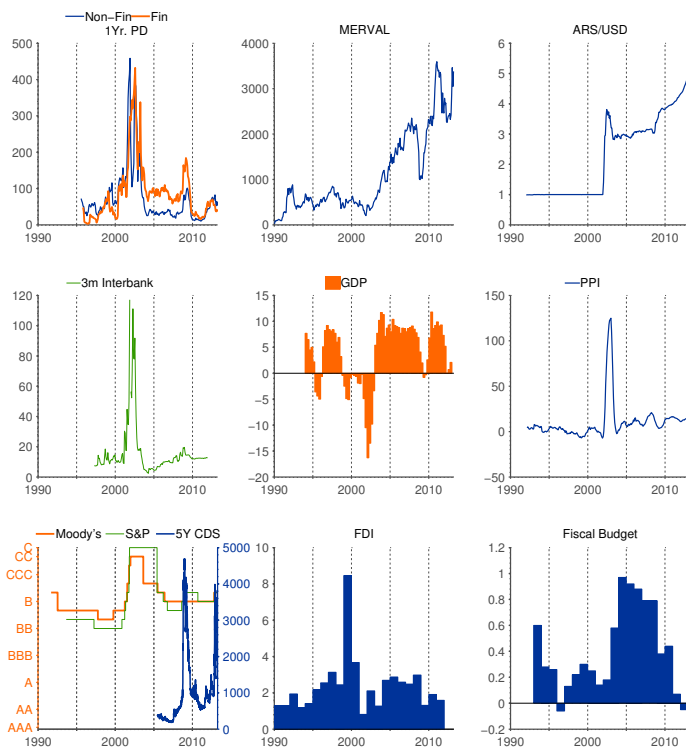 Non-Fin Fin
1Yr. PD
500
400
300
200
100
0
1990 2000 2010
MERVAL
4000
3000
2000
1000
0
1990 2000 2010
ARS/USD
6
5
4
3
2
1
0
1990 2000 2010
3m Interbank
120
100
80
60
40
20
0
1990 2000 2010
GDP
15
10
5
0
−5
−10
−15
−20
1990 2000 2010
PPI
150
100
50
0
−50
1990 2000 2010
Moody's S&P 5Y CDS
C
CC
CCC
B
BB
BBB
A
AA
AAA
5000
4000
3000
2000
1000
0
1990 2000 2010
FDI
10
8
6
4
2
0
1990 2000 2010
Fiscal Budget
1.2
1
0.8
0.6
0.4
0.2
0
−0.2
1990 2000 2010